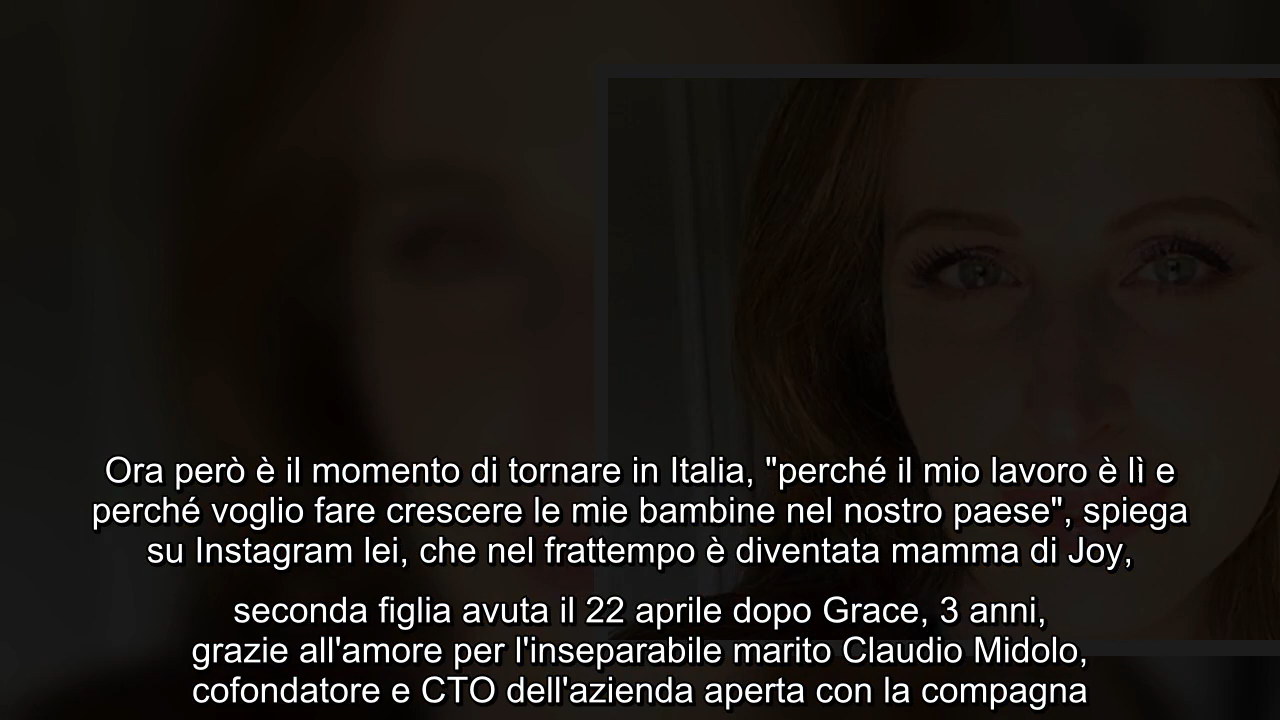 Ora però è il momento di tornare in Italia, "perché il mio lavoro è lì e
perché voglio fare crescere le mie bambine nel nostro paese", spiega
su Instagram lei, che nel frattempo è diventata mamma di Joy,
seconda figlia avuta il 22 aprile dopo Grace, 3 anni,
grazie all'amore per l'inseparabile marito Claudio Midolo,
cofondatore e CTO dell'azienda aperta con la compagna